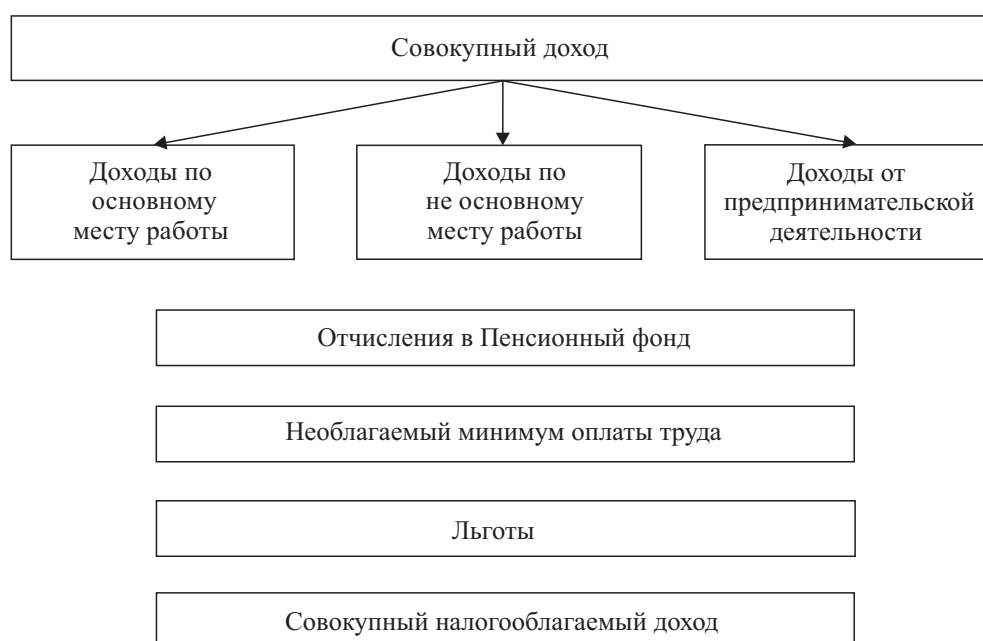 Совокупный доход
Доходы по
основному
месту работы
Доходы по
не основному
месту работы
Доходы от
предпринимательской
деятельности
Отчисления в Пенсионный фонд
Необлагаемый минимум оплаты труда
Льготы
Совокупный налогооблагаемый доход